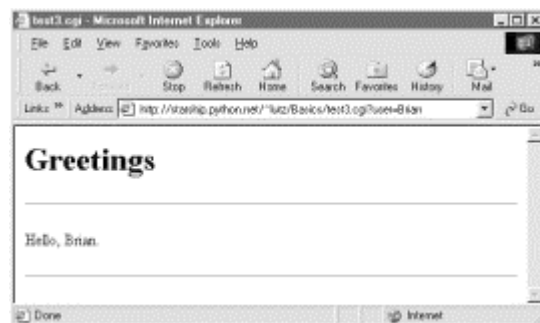 test3.cgi - Microsoft Internet Explorer
File Edit View Favorites Tools Help
Back Stop Refresh Home Search Favorites History Mail
Links » Address http://starship.python.net/~lutz/Basics/test3.cgi?user=Brian Go
Greetings
Hello, Brian.
Done Internet